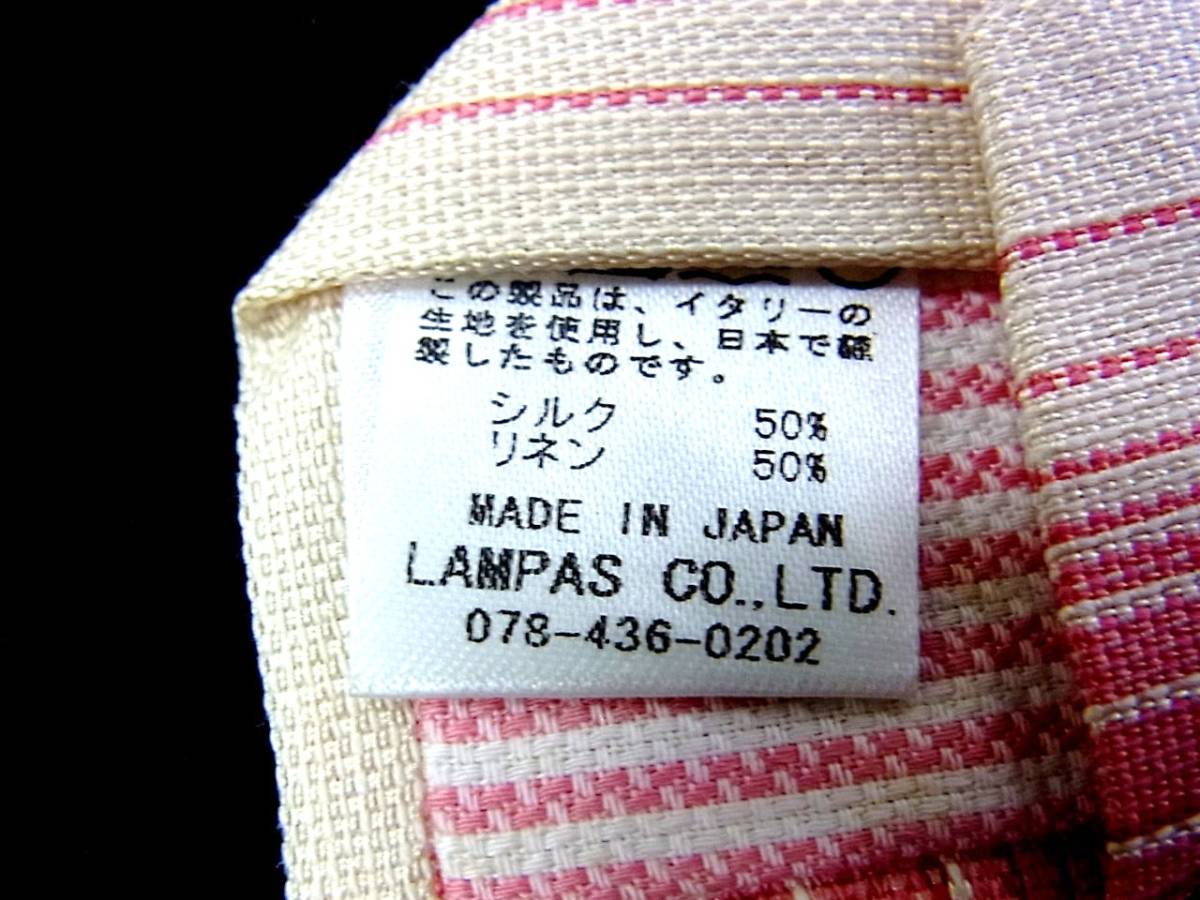 この製品は、イタリーの
生地を使用し、日本で縫
製したものです。
シルク 50%
リネン 50%
MADE IN JAPAN
LAMPAS CO.,LTD.
078-436-0202